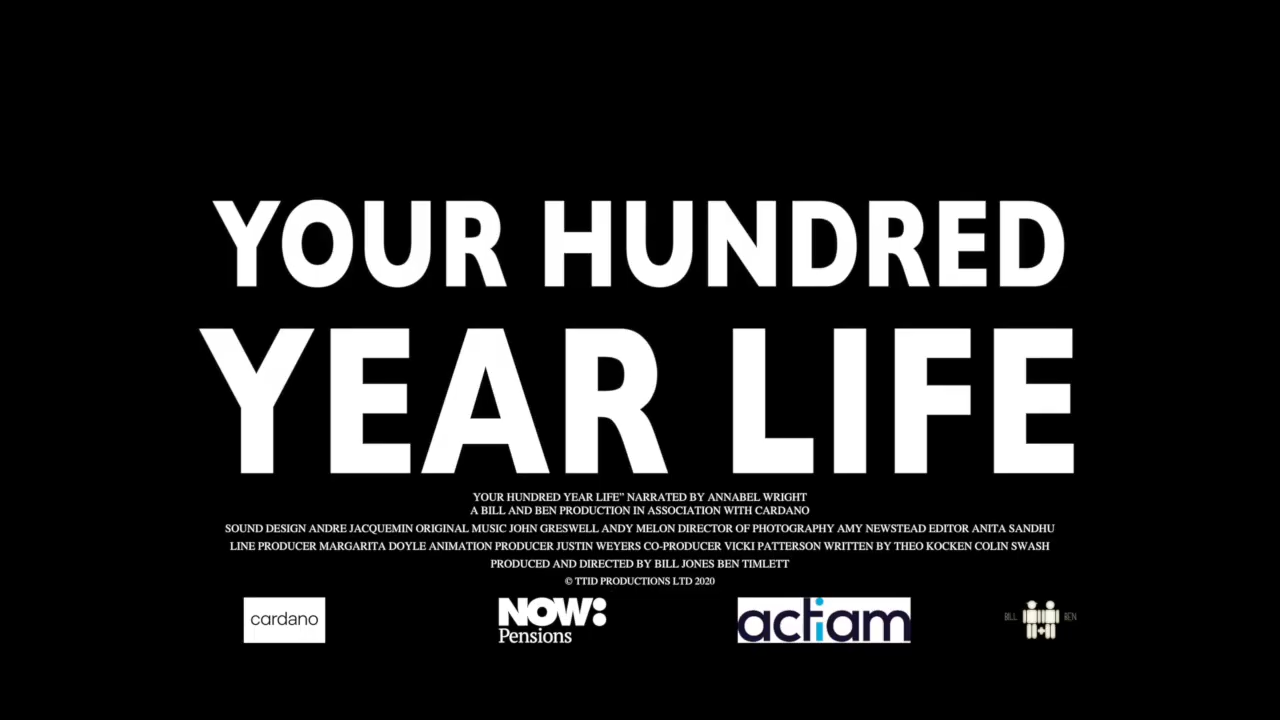 YOUR HUNDRED
YEAR LIFE
YOUR HUNDRED YEAR LIFE” NARRATED BY ANNABEL WRIGHT
A BILL AND BEN PRODUCTION IN ASSOCIATION WITH CARDANO
SOUND DESIGN ANDRE JACQUEMIN ORIGINAL MUSIC JOHN GRESWELL ANDY MELON DIRECTOR OF PHOTOGRAPHY AMY NEWSTEAD EDITOR ANITA SANDHU
LINE PRODUCER MARGARITA DOYLE ANIMATION PRODUCER JUSTIN WEYERS CO-PRODUCER VICKI PATTERSON WRITTEN BY THEO KOCKEN COLIN SWASH
PRODUCED AND DIRECTED BY BILL JONES BEN TIMLETT
© TTID PRODUCTIONS LTD 2020
cardano
NOW:
Pensions
actiam
BILL BEN